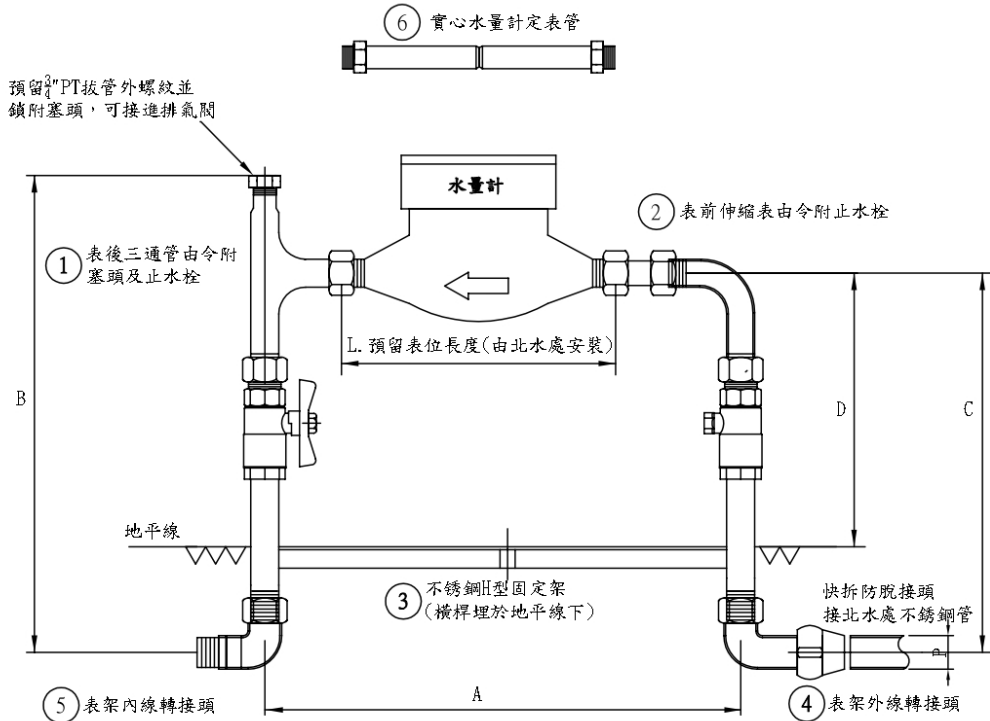 6 實心水量計定表管
預留3/4"PT拔管外螺紋並
鎖附塞頭，可接進排氣閥
水量計
2 表前伸縮表由令附止水栓
1 表後三通管由令附
塞頭及止水栓
L. 預留表位長度(由北水處安裝)
B
D
C
地平線
3 不銹鋼H型固定架
(橫桿埋於地平線下)
快拆防脫接頭
接北水處不銹鋼管
P
A
5 表架內線轉接頭
4 表架外線轉接頭